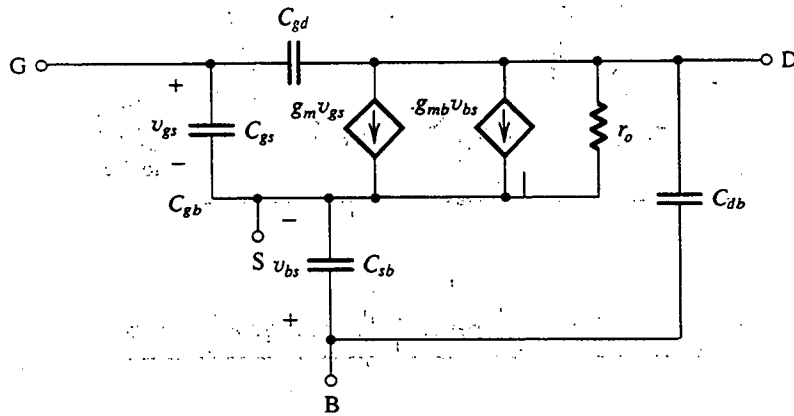 C_gd
G
D
+
g_m v_gs
g_mb v_bs
v_gs
C_gs
r_o
−
C_gb
−
C_db
S
v_bs
C_sb
+
B